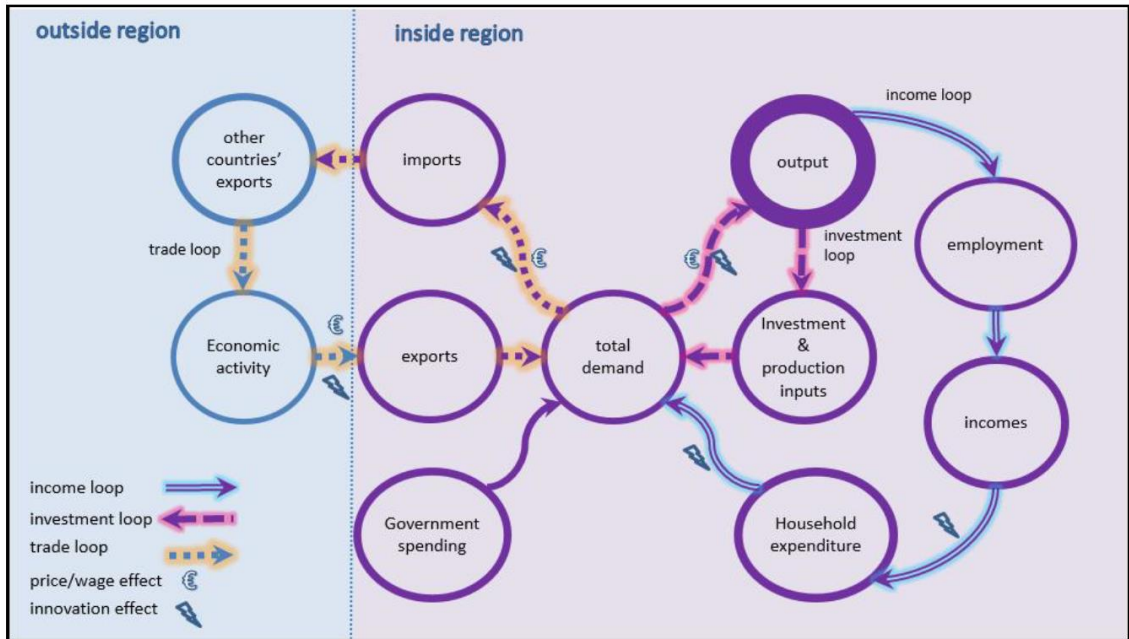 outside region
inside region
income loop
other
countries'
exports
imports
output
employment
trade loop
investment
loop
Economic
activity
exports
total
demand
Investment
&
production
inputs
incomes
income loop
investment loop
trade loop
price/wage effect
innovation effect
Government
spending
Household
expenditure